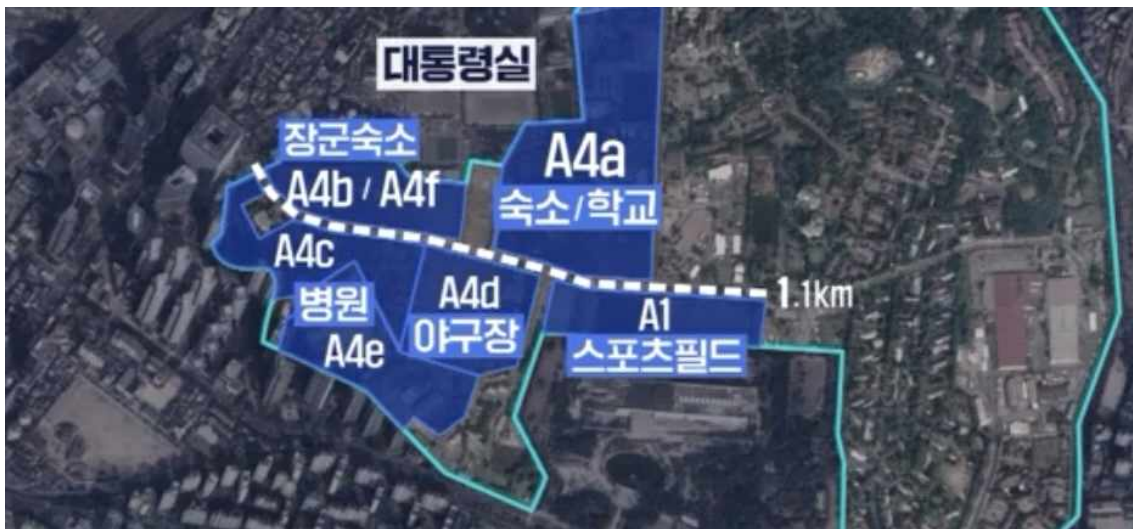 대통령실
장군숙소
A4b / A4f
A4a
숙소/학교
A4c
병원
A4e
A4d
야구장
A1
스포츠필드
1.1km